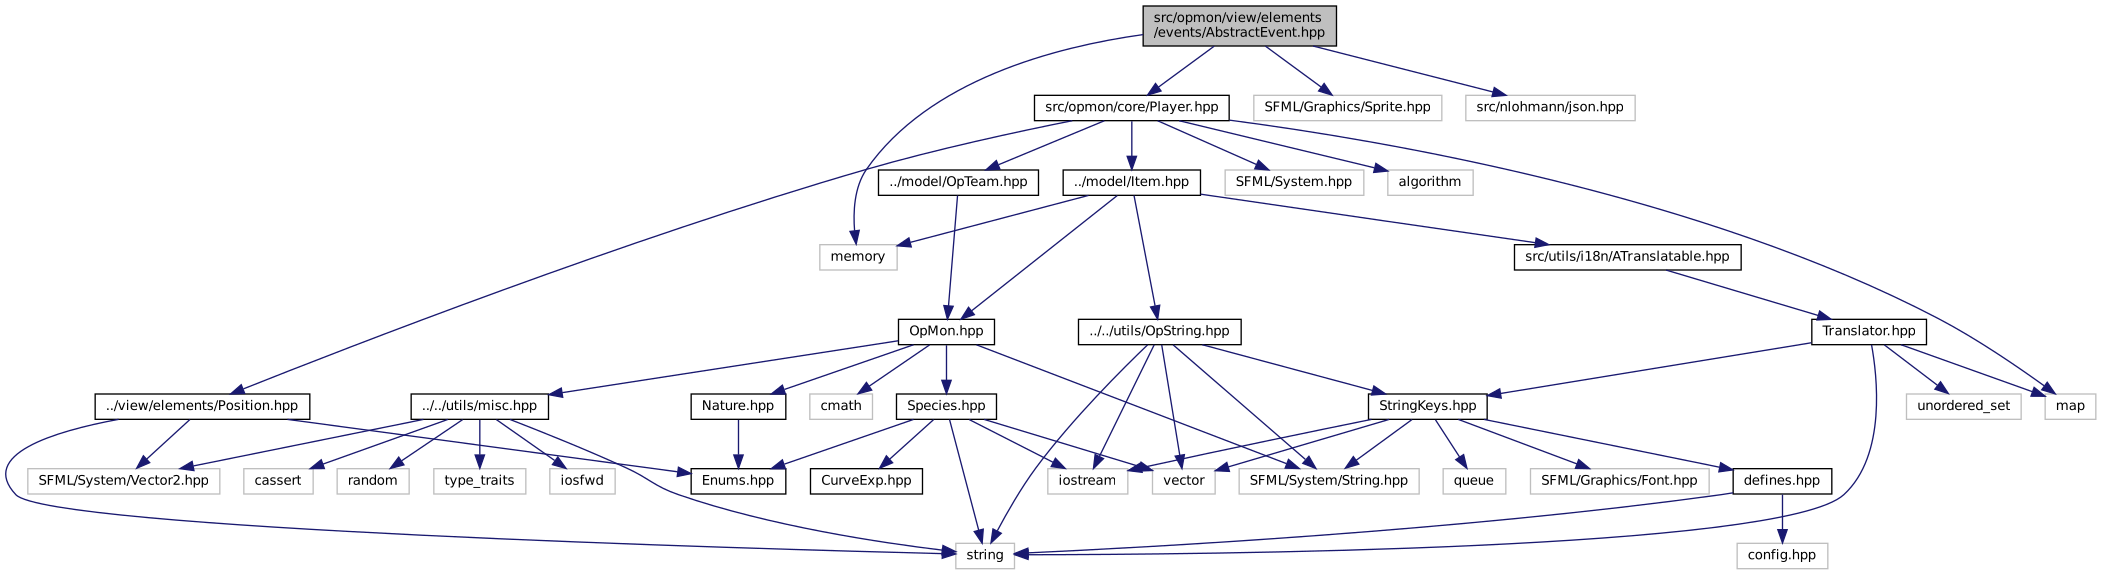 src/opmon/view/elements
/events/AbstractEvent.hpp
src/opmon/core/Player.hpp
SFML/Graphics/Sprite.hpp
src/nlohmann/json.hpp
../model/OpTeam.hpp
../model/Item.hpp
SFML/System.hpp
algorithm
memory
src/utils/i18n/ATranslatable.hpp
OpMon.hpp
../../utils/OpString.hpp
Translator.hpp
../view/elements/Position.hpp
../../utils/misc.hpp
Nature.hpp
cmath
Species.hpp
StringKeys.hpp
unordered_set
map
SFML/System/Vector2.hpp
cassert
random
type_traits
iosfwd
Enums.hpp
CurveExp.hpp
iostream
vector
SFML/System/String.hpp
queue
SFML/Graphics/Font.hpp
defines.hpp
string
config.hpp